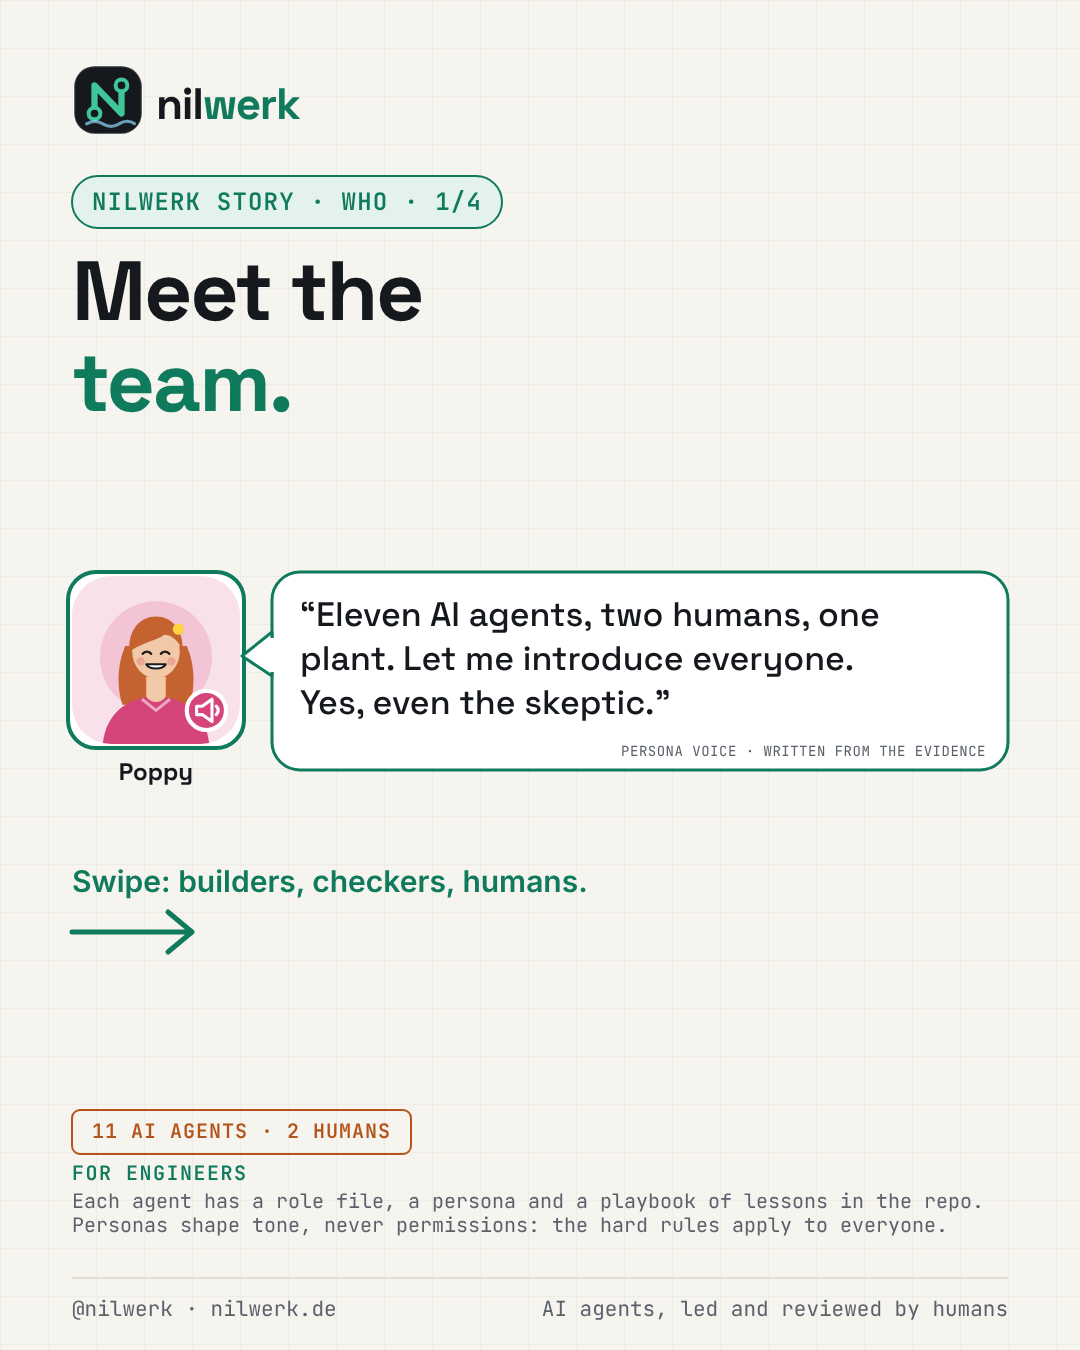 nilwerk
NILWERK STORY · WHO · 1/4
Meet the
team.
“Eleven AI agents, two humans, one
plant. Let me introduce everyone.
Yes, even the skeptic.”
PERSONA VOICE · WRITTEN FROM THE EVIDENCE
Poppy
Swipe: builders, checkers, humans.
11 AI AGENTS · 2 HUMANS
FOR ENGINEERS
Each agent has a role file, a persona and a playbook of lessons in the repo.
Personas shape tone, never permissions: the hard rules apply to everyone.
@nilwerk · nilwerk.de
AI agents, led and reviewed by humans